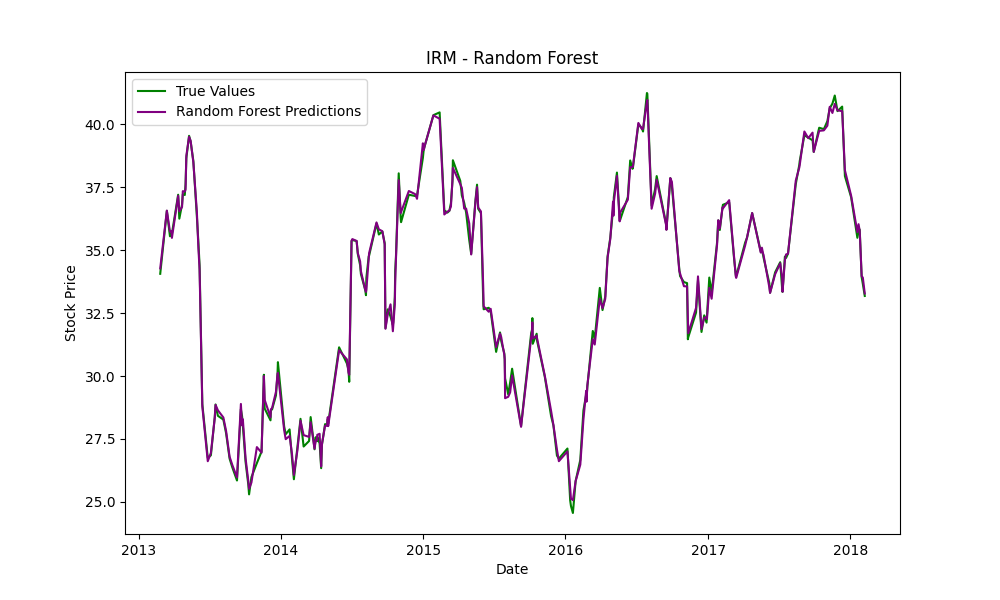 IRM - Random Forest
True Values
Random Forest Predictions
40.0
37.5
35.0
32.5
30.0
27.5
25.0
Stock Price
2013 2014 2015 2016 2017 2018
Date